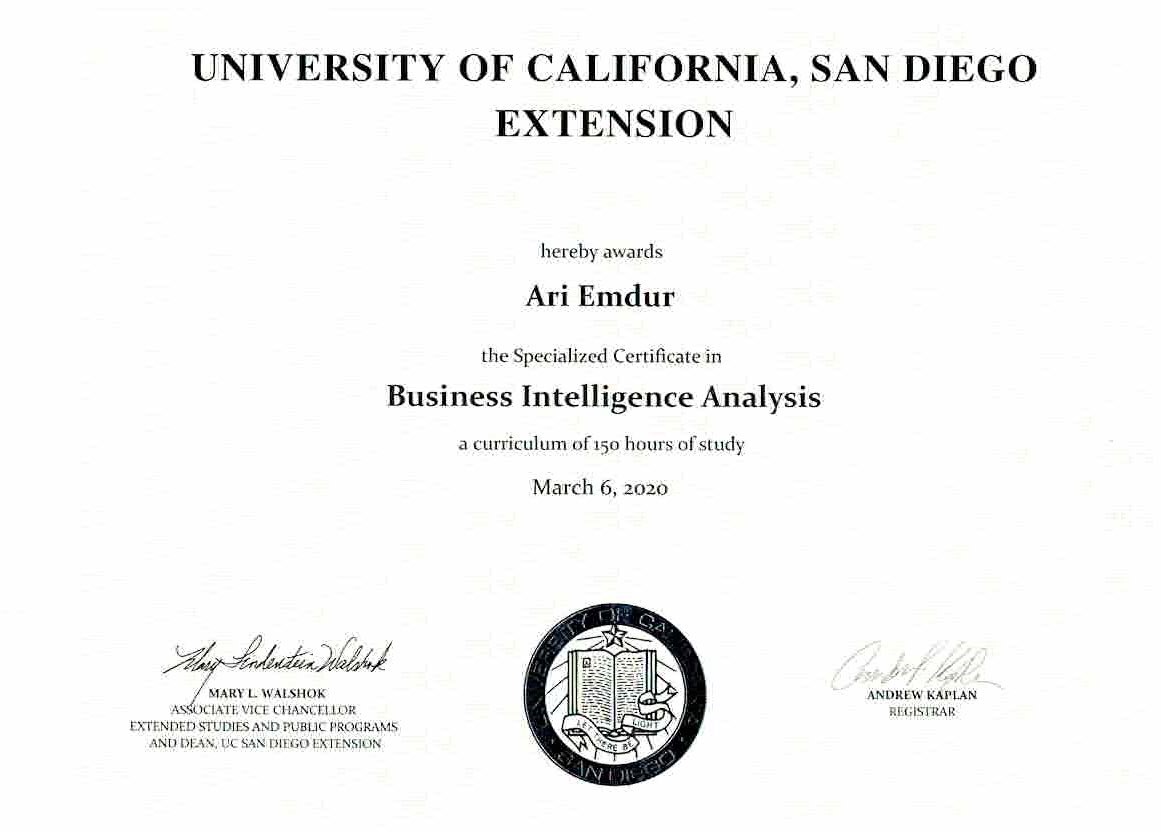 UNIVERSITY OF CALIFORNIA, SAN DIEGO
EXTENSION
hereby awards
Ari Emdur
the Specialized Certificate in
Business Intelligence Analysis
a curriculum of 150 hours of study
March 6, 2020
Mary Lindenstein Walshok
MARY L. WALSHOK
ASSOCIATE VICE CHANCELLOR
EXTENDED STUDIES AND PUBLIC PROGRAMS
AND DEAN, UC SAN DIEGO EXTENSION
UNIVERSITY OF CALIFORNIA
LET THERE BE LIGHT
SAN DIEGO
ANDREW KAPLAN
REGISTRAR